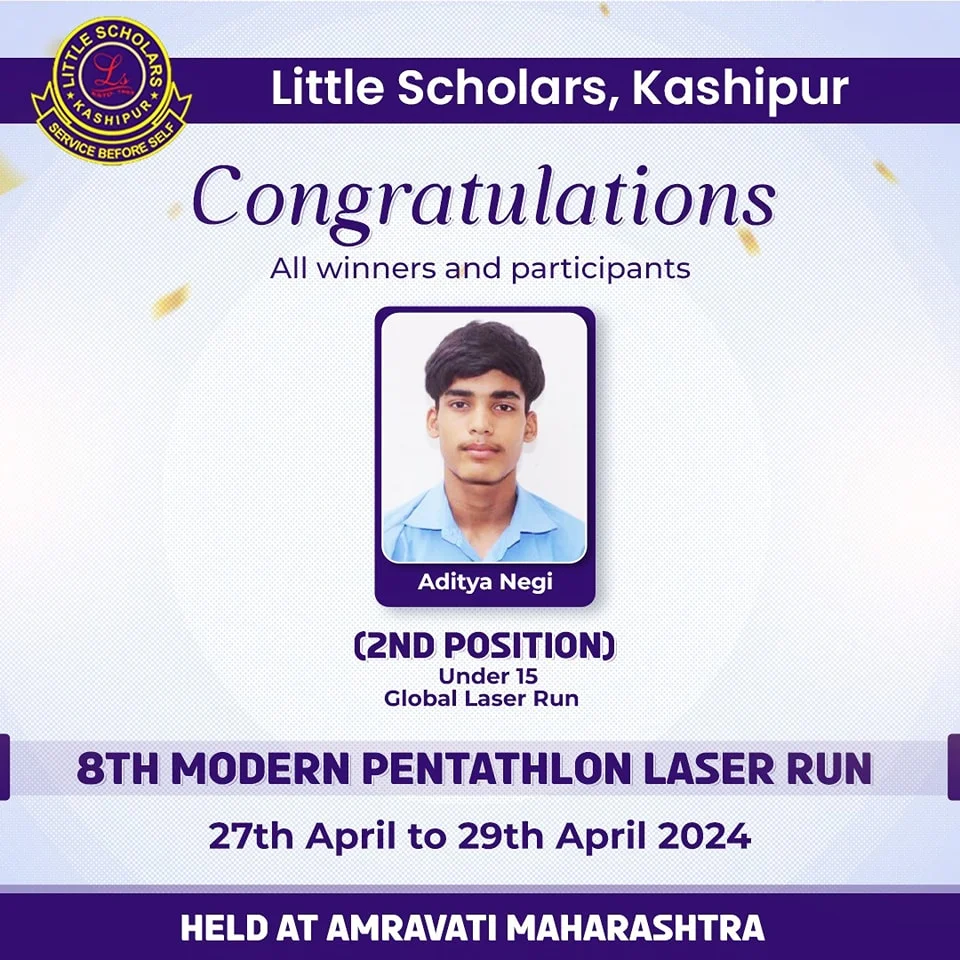 LITTLE SCHOLARS
Ls
★ KASHIPUR ★
SERVICE BEFORE SELF
Little Scholars, Kashipur
Congratulations
All winners and participants
Aditya Negi
(2ND POSITION)
Under 15
Global Laser Run
8TH MODERN PENTATHLON LASER RUN
27th April to 29th April 2024
HELD AT AMRAVATI MAHARASHTRA